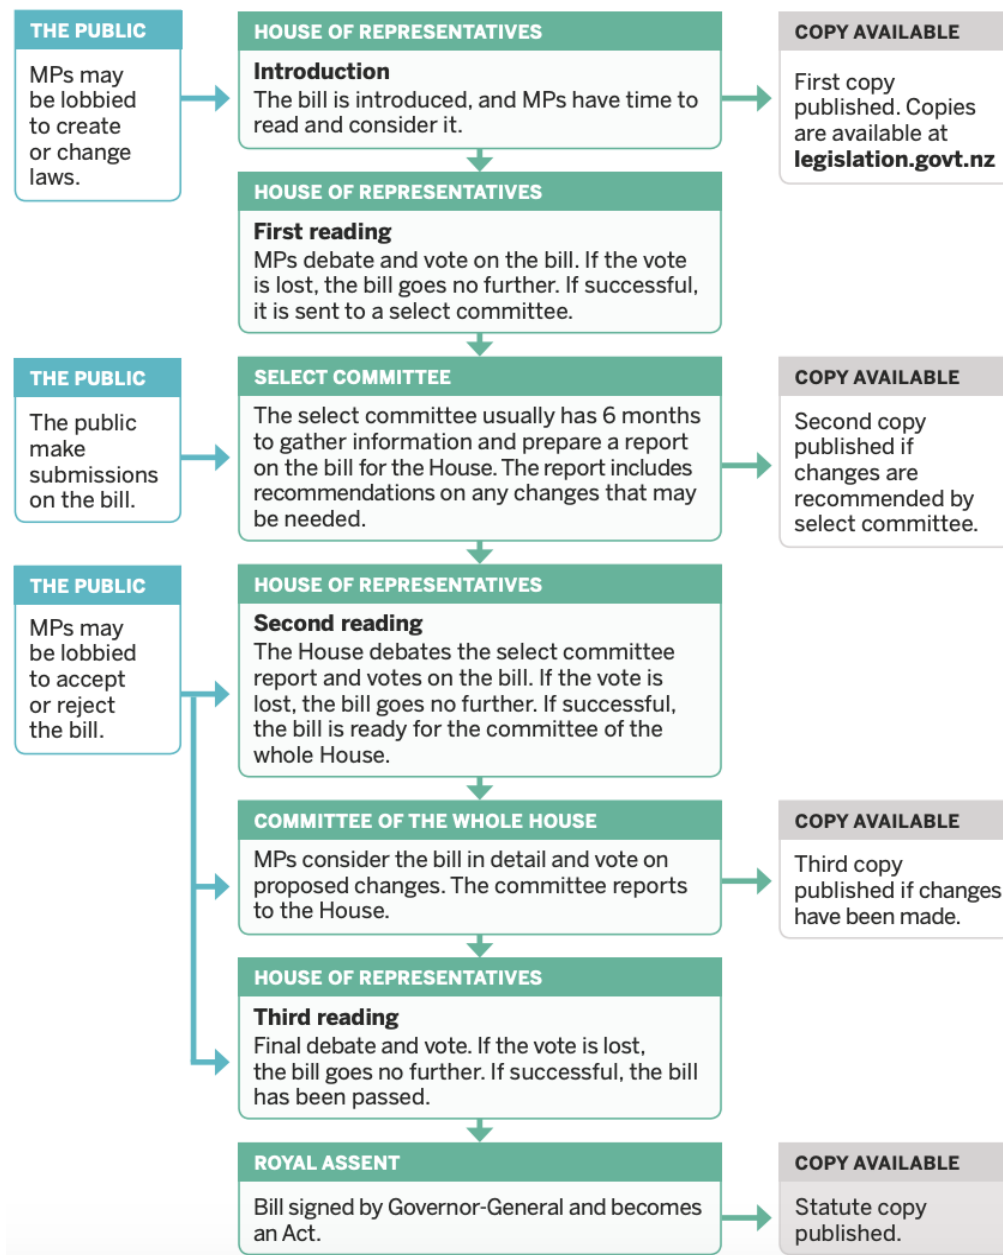 THE PUBLIC
MPs may
be lobbied
to create
or change
laws.
HOUSE OF REPRESENTATIVES
Introduction
The bill is introduced, and MPs have time to
read and consider it.
COPY AVAILABLE
First copy
published. Copies
are available at
legislation.govt.nz
HOUSE OF REPRESENTATIVES
First reading
MPs debate and vote on the bill. If the vote
is lost, the bill goes no further. If successful,
it is sent to a select committee.
THE PUBLIC
The public
make
submissions
on the bill.
SELECT COMMITTEE
The select committee usually has 6 months
to gather information and prepare a report
on the bill for the House. The report includes
recommendations on any changes that may
be needed.
COPY AVAILABLE
Second copy
published if
changes are
recommended by
select committee.
THE PUBLIC
MPs may
be lobbied
to accept
or reject
the bill.
HOUSE OF REPRESENTATIVES
Second reading
The House debates the select committee
report and votes on the bill. If the vote is
lost, the bill goes no further. If successful,
the bill is ready for the committee of the
whole House.
COMMITTEE OF THE WHOLE HOUSE
MPs consider the bill in detail and vote on
proposed changes. The committee reports
to the House.
COPY AVAILABLE
Third copy
published if changes
have been made.
HOUSE OF REPRESENTATIVES
Third reading
Final debate and vote. If the vote is lost,
the bill goes no further. If successful, the bill
has been passed.
ROYAL ASSENT
Bill signed by Governor-General and becomes
an Act.
COPY AVAILABLE
Statute copy
published.